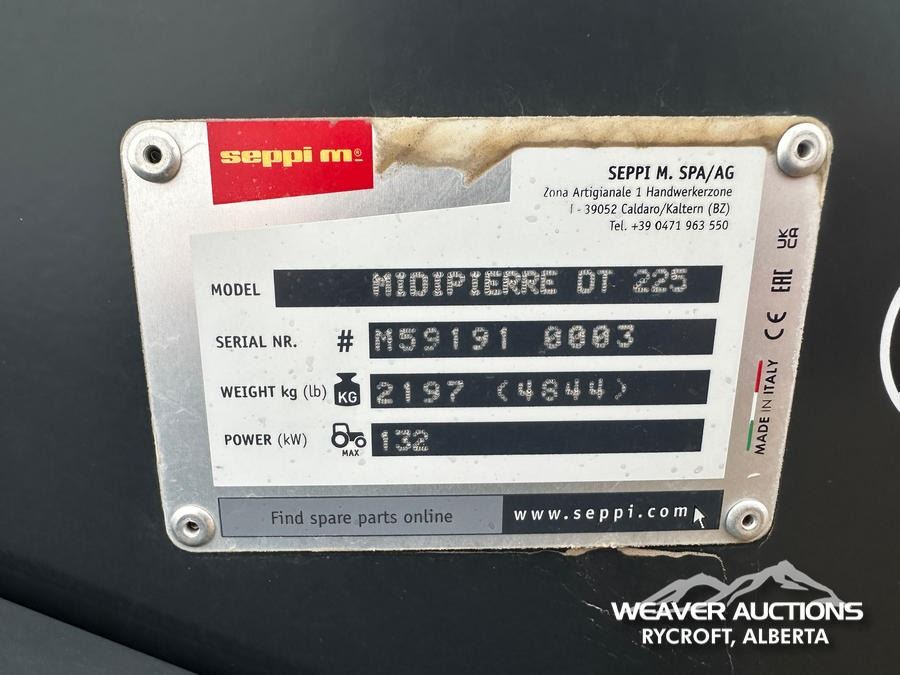 seppi m®
SEPPI M. SPA/AG
Zona Artigianale 1 Handwerkerzone
I - 39052 Caldaro/Kaltern (BZ)
Tel. +39 0471 963 550
MODEL MIDIPIERRE DT 225
SERIAL NR. # M59191 0003
WEIGHT kg (lb) KG 2197 (4844)
POWER (kW) MAX 132
UK CA
EAC
CE
MADE IN ITALY
Find spare parts online www.seppi.com
WEAVER AUCTIONS
RYCROFT, ALBERTA